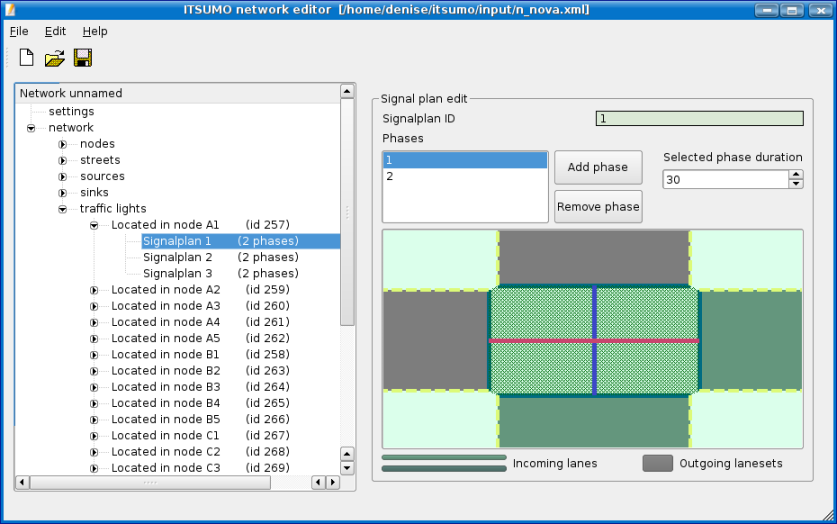 ITSUMO network editor [/home/denise/itsumo/input/n_nova.xml]
File Edit Help
Network unnamed
settings
network
nodes
streets
sources
sinks
traffic lights
Located in node A1 (id 257)
Signalplan 1 (2 phases)
Signalplan 2 (2 phases)
Signalplan 3 (2 phases)
Located in node A2 (id 259)
Located in node A3 (id 260)
Located in node A4 (id 261)
Located in node A5 (id 262)
Located in node B1 (id 258)
Located in node B2 (id 263)
Located in node B3 (id 264)
Located in node B4 (id 265)
Located in node B5 (id 266)
Located in node C1 (id 267)
Located in node C2 (id 268)
Located in node C3 (id 269)
Signal plan edit
Signalplan ID 1
Phases
1
2
Add phase
Remove phase
Selected phase duration
30
Incoming lanes
Outgoing lanesets